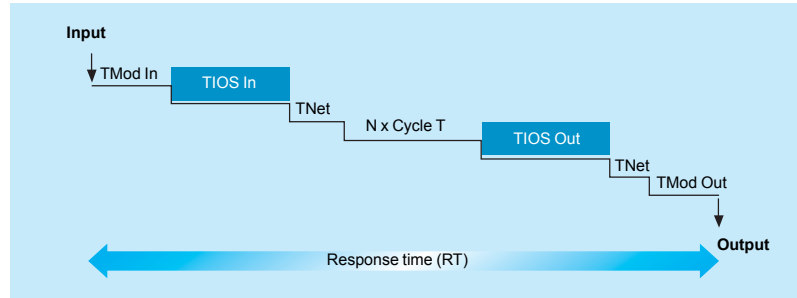 Input
TMod In
TIOS In
TNet
N x Cycle T
TIOS Out
TNet
TMod Out
Output
Response time (RT)